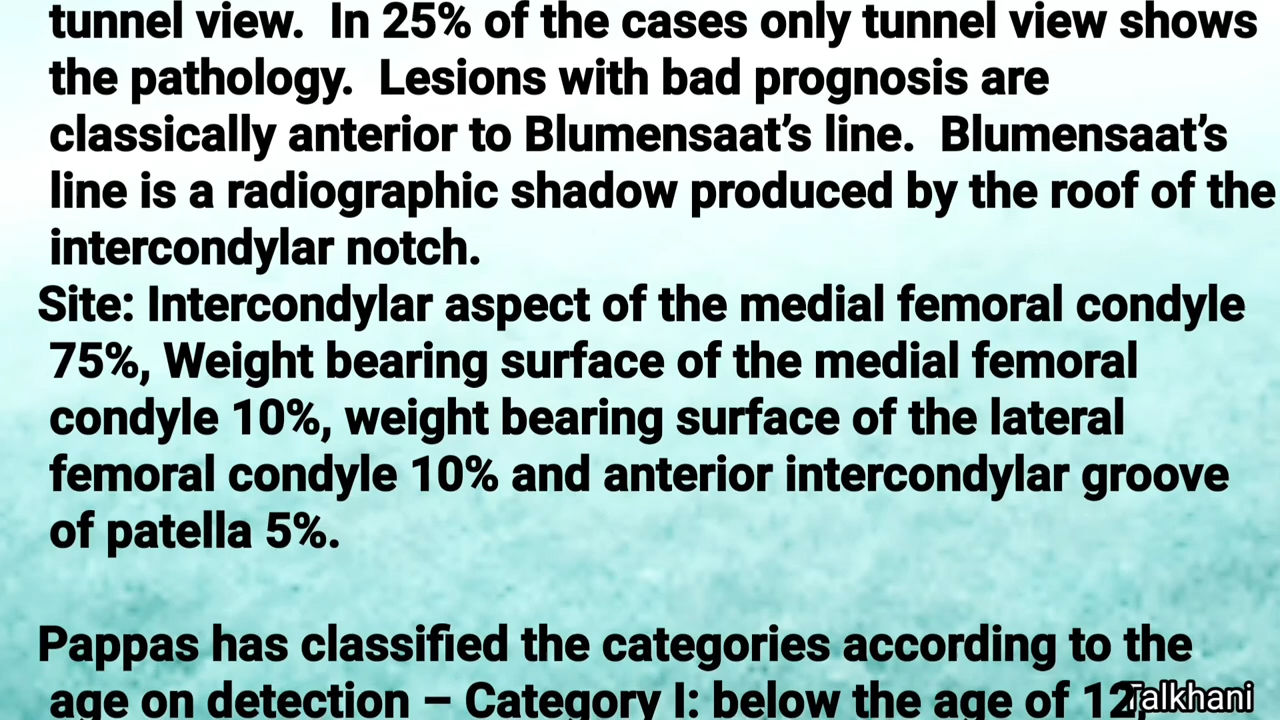 tunnel view. In 25% of the cases only tunnel view shows
the pathology. Lesions with bad prognosis are
classically anterior to Blumensaat’s line. Blumensaat’s
line is a radiographic shadow produced by the roof of the
intercondylar notch.
Site: Intercondylar aspect of the medial femoral condyle
75%, Weight bearing surface of the medial femoral
condyle 10%, weight bearing surface of the lateral
femoral condyle 10% and anterior intercondylar groove
of patella 5%.
Pappas has classified the categories according to the
age on detection – Category I: below the age of 12,
Talkhani